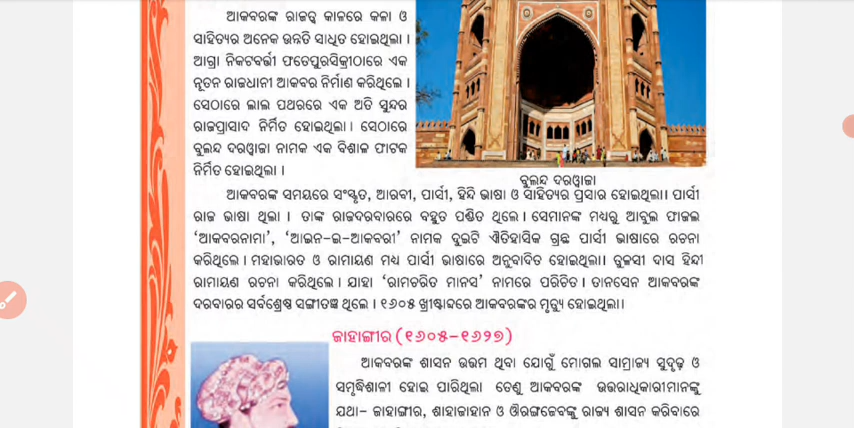 ଆକବରଙ୍କ ରାଜତ୍ୱ କାଳରେ କଳା ଓ
ସାହିତ୍ୟର ଅନେକ ଉନ୍ନତି ସାଧିତ ହୋଇଥିଲା ।
ଆଗ୍ରା ନିକଟବର୍ତ୍ତୀ ଫତେପୁରସିକ୍ରୀଠାରେ ଏକ
ନୂତନ ରାଜଧାନୀ ଆକବର ନିର୍ମାଣ କରିଥିଲେ ।
ସେଠାରେ ଲାଲ ପଥରରେ ଏକ ଅତି ସୁନ୍ଦର
ରାଜପ୍ରାସାଦ ନିର୍ମିତ ହୋଇଥିଲା । ସେଠାରେ
ବୁଲନ୍ଦ ଦରୱାଜା ନାମକ ଏକ ବିଶାଳ ଫାଟକ
ନିର୍ମିତ ହୋଇଥିଲା ।
ବୁଲନ୍ଦ ଦରୱାଜା
ଆକବରଙ୍କ ସମୟରେ ସଂସ୍କୃତ, ଆରବୀ, ପାର୍ସୀ, ହିନ୍ଦି ଭାଷା ଓ ସାହିତ୍ୟର ପ୍ରସାର ହୋଇଥିଲା। ପାର୍ସୀ
ରାଜ ଭାଷା ଥିଲା । ତାଙ୍କ ରାଜଦରବାରରେ ବହୁତ ପଣ୍ଡିତ ଥିଲେ । ସେମାନଙ୍କ ମଧ୍ୟରୁ ଆବୁଲ ଫାଜଲ
‘ଆକବରନାମା’, ‘ଆଇନ-ଇ-ଆକବରୀ’ ନାମକ ଦୁଇଟି ଐତିହାସିକ ଗ୍ରନ୍ଥ ପାର୍ସୀ ଭାଷାରେ ରଚନା
କରିଥିଲେ । ମହାଭାରତ ଓ ରାମାୟଣ ମଧ୍ୟ ପାର୍ସୀ ଭାଷାରେ ଅନୁବାଦିତ ହୋଇଥିଲା। ତୁଳସୀ ଦାସ ହିନ୍ଦୀ
ରାମାୟଣ ରଚନା କରିଥିଲେ । ଯାହା ‘ରାମଚରିତ ମାନସ’ ନାମରେ ପରିଚିତ । ତାନସେନ ଆକବରଙ୍କ
ଦରବାରର ସର୍ବଶ୍ରେଷ୍ଠ ସଙ୍ଗୀତଜ୍ଞ ଥିଲେ । ୧୬୦୫ ଖ୍ରୀଷ୍ଟାବ୍ଦରେ ଆକବରଙ୍କର ମୃତ୍ୟୁ ହୋଇଥିଲା।
ଜାହାଙ୍ଗୀର (୧୬୦୫-୧୬୨୭)
ଆକବରଙ୍କ ଶାସନ ଉତ୍ତମ ଥିବା ଯୋଗୁଁ ମୋଗଲ ସାମ୍ରାଜ୍ୟ ସୁଦୃଢ଼ ଓ
ସମୃଦ୍ଧିଶାଳୀ ହୋଇ ପାରିଥିଲା ତେଣୁ ଆକବରଙ୍କ ଉତ୍ତରାଧିକାରୀମାନଙ୍କୁ
ଯଥା- ଜାହାଙ୍ଗୀର, ଶାହାଜାହାନ ଓ ଔରଙ୍ଗଜେବଙ୍କୁ ରାଜ୍ୟ ଶାସନ କରିବାରେ